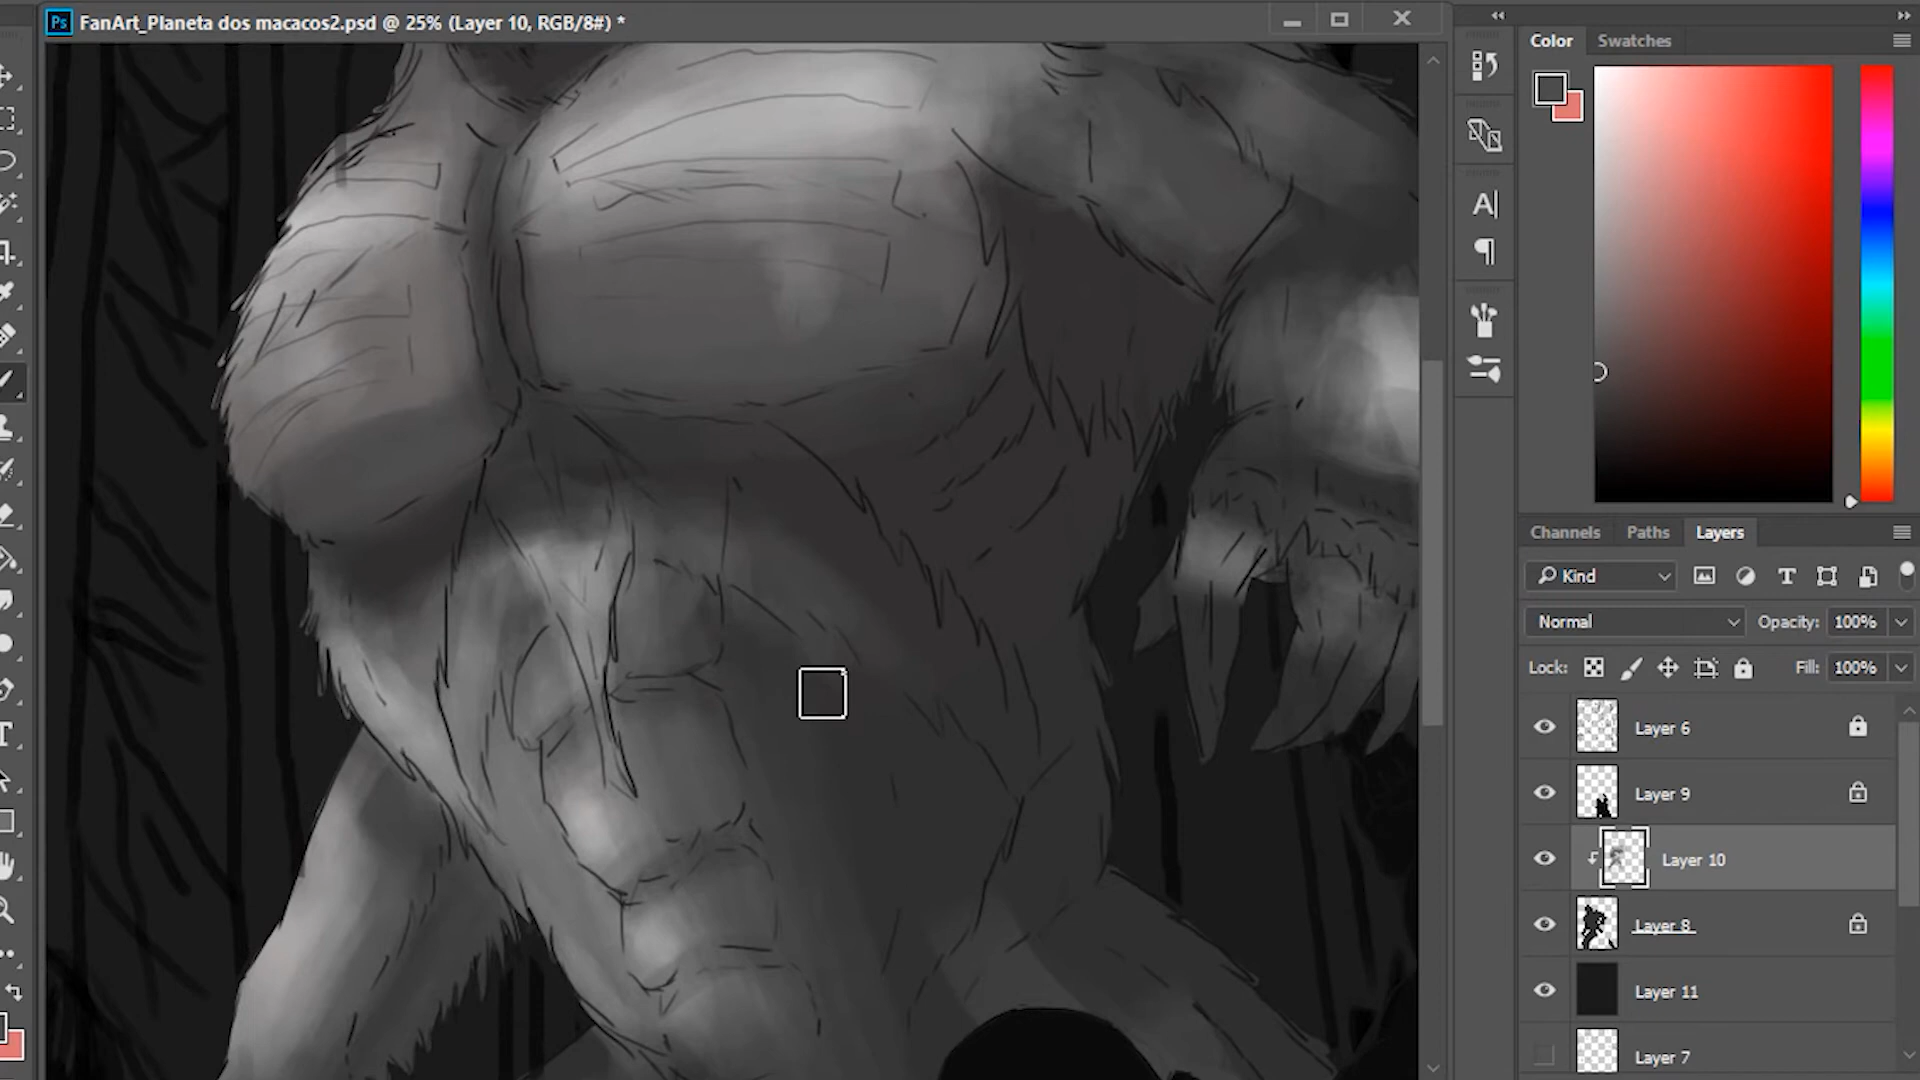 Ps FanArt_Planeta dos macacos2.psd @ 25% (Layer 10, RGB/8#) *
Color Swatches
A
Channels Paths Layers
Kind T
Normal Opacity: 100%
Lock: Fill: 100%
Layer 6
Layer 9
Layer 10
Layer 8
Layer 11
Layer 7
T